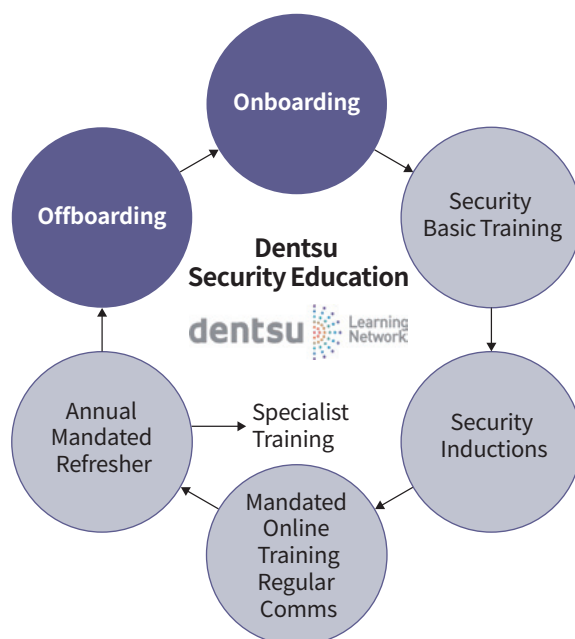 Onboarding
Offboarding
Security
Basic Training
Dentsu
Security Education
dentsu
Learning
Network
Annual
Mandated
Refresher
Specialist
Training
Security
Inductions
Mandated
Online
Training
Regular
Comms